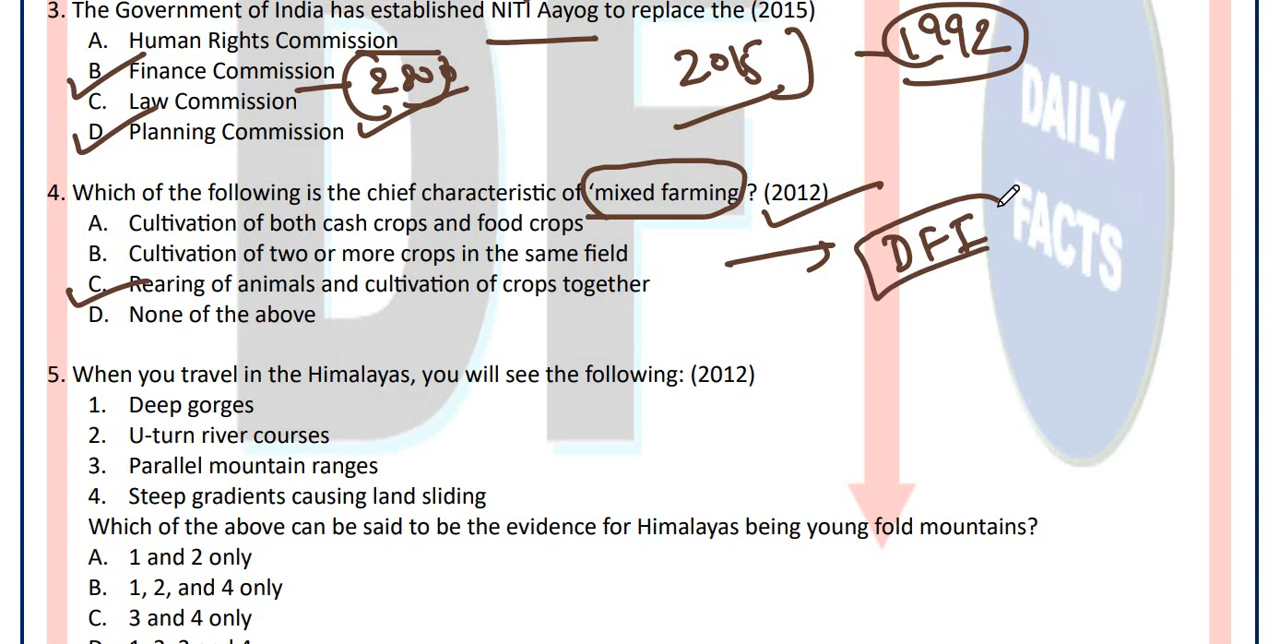 3. The Government of India has established NITI Aayog to replace the (2015)
A. Human Rights Commission
B. Finance Commission
C. Law Commission
D. Planning Commission
2015
1992
DAILY
FACTS
4. Which of the following is the chief characteristic of ‘mixed farming’? (2012)
A. Cultivation of both cash crops and food crops
B. Cultivation of two or more crops in the same field
C. Rearing of animals and cultivation of crops together
D. None of the above
DFI
DF
5. When you travel in the Himalayas, you will see the following: (2012)
1. Deep gorges
2. U-turn river courses
3. Parallel mountain ranges
4. Steep gradients causing land sliding
Which of the above can be said to be the evidence for Himalayas being young fold mountains?
A. 1 and 2 only
B. 1, 2, and 4 only
C. 3 and 4 only